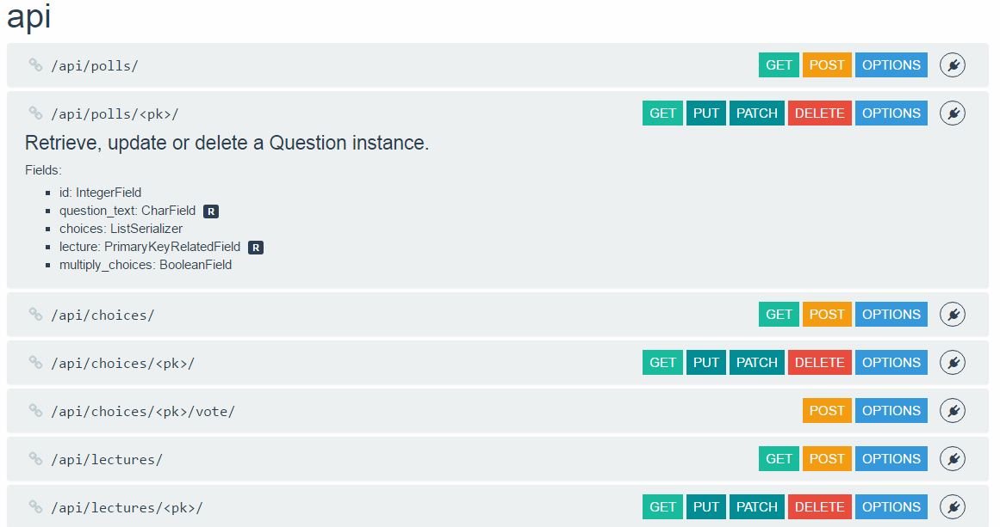 api
/api/polls/ GET POST OPTIONS
/api/polls/<pk>/ GET PUT PATCH DELETE OPTIONS
Retrieve, update or delete a Question instance.
Fields:
id: IntegerField
question_text: CharField R
choices: ListSerializer
lecture: PrimaryKeyRelatedField R
multiply_choices: BooleanField
/api/choices/ GET POST OPTIONS
/api/choices/<pk>/ GET PUT PATCH DELETE OPTIONS
/api/choices/<pk>/vote/ POST OPTIONS
/api/lectures/ GET POST OPTIONS
/api/lectures/<pk>/ GET PUT PATCH DELETE OPTIONS